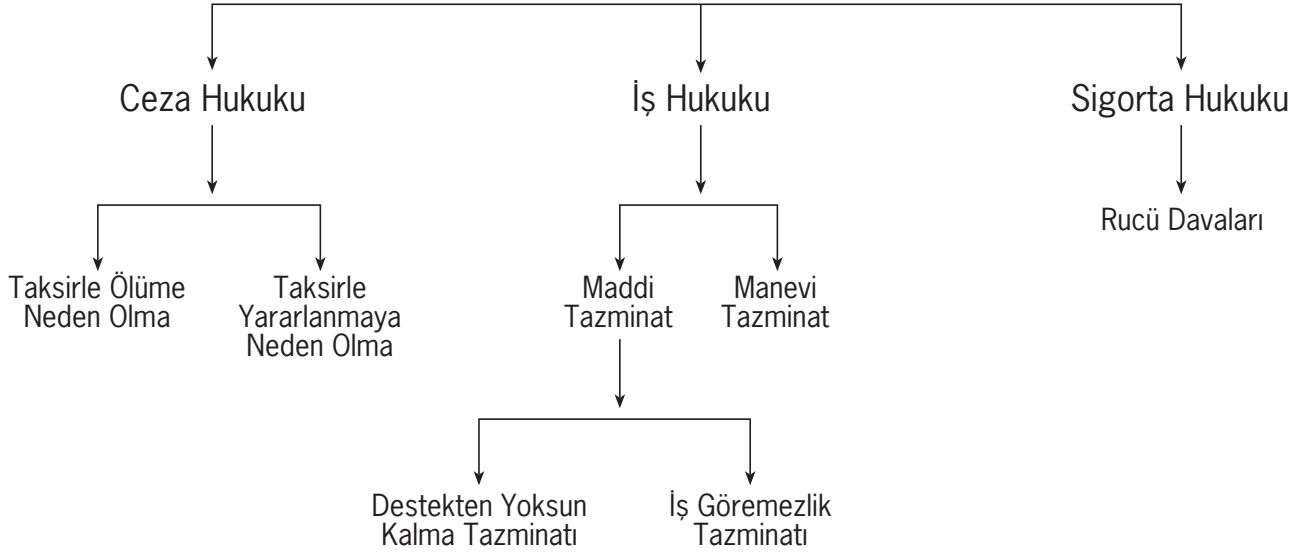 Ceza Hukuku
İş Hukuku
Sigorta Hukuku
Rucü Davaları
Taksirle Ölüme
Neden Olma
Taksirle
Yararlanmaya
Neden Olma
Maddi
Tazminat
Manevi
Tazminat
Destekten Yoksun
Kalma Tazminatı
İş Göremezlik
Tazminatı